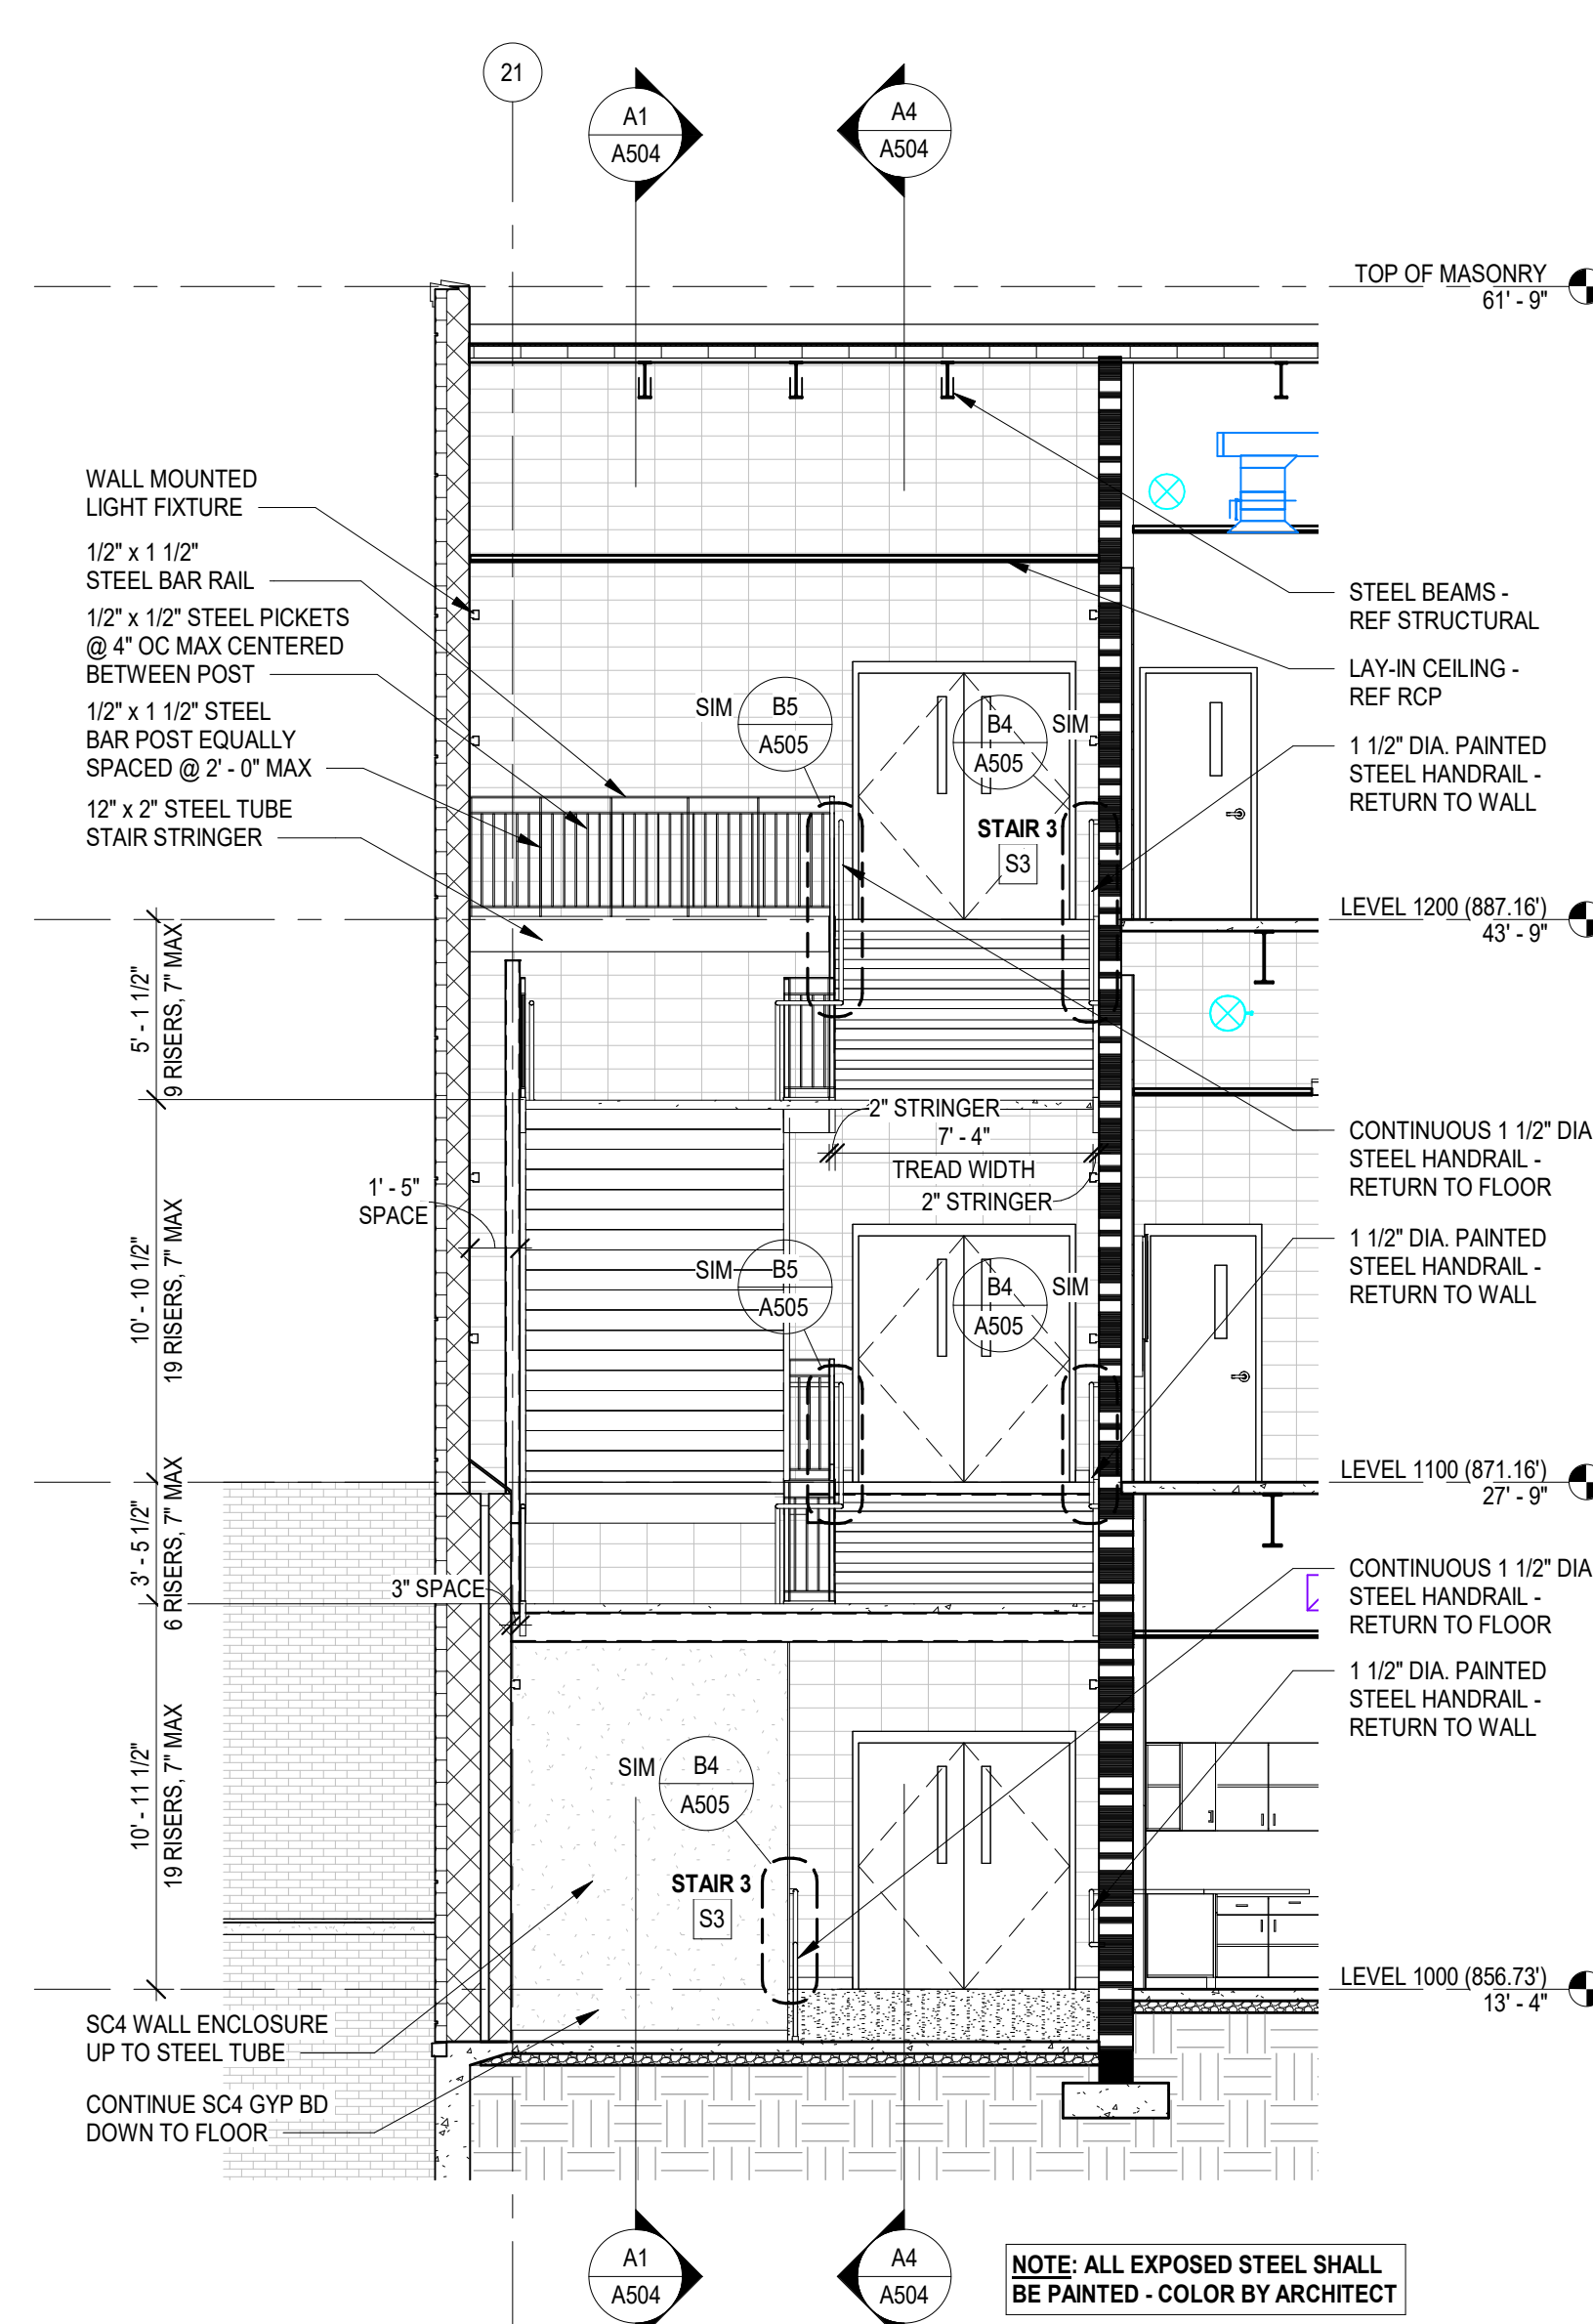 21
A1
A504
A4
A504
TOP OF MASONRY
61' - 9"
WALL MOUNTED
LIGHT FIXTURE
1/2" x 1 1/2"
STEEL BAR RAIL
1/2" x 1/2" STEEL PICKETS
@ 4" OC MAX CENTERED
BETWEEN POST
1/2" x 1 1/2" STEEL
BAR POST EQUALLY
SPACED @ 2' - 0" MAX
12" x 2" STEEL TUBE
STAIR STRINGER
STEEL BEAMS -
REF STRUCTURAL
LAY-IN CEILING -
REF RCP
1 1/2" DIA. PAINTED
STEEL HANDRAIL -
RETURN TO WALL
SIM
B5
A505
B4
A505
SIM
STAIR 3
S3
LEVEL 1200 (887.16')
43' - 9"
5' - 1 1/2"
9 RISERS, 7" MAX
2" STRINGER
7' - 4"
TREAD WIDTH
2" STRINGER
CONTINUOUS 1 1/2" DIA
STEEL HANDRAIL -
RETURN TO FLOOR
1' - 5"
SPACE
10' - 10 1/2"
19 RISERS, 7" MAX
1 1/2" DIA. PAINTED
STEEL HANDRAIL -
RETURN TO WALL
SIM
B5
A505
B4
A505
SIM
LEVEL 1100 (871.16')
27' - 9"
3' - 5 1/2"
6 RISERS, 7" MAX
3" SPACE
CONTINUOUS 1 1/2" DIA
STEEL HANDRAIL -
RETURN TO FLOOR
1 1/2" DIA. PAINTED
STEEL HANDRAIL -
RETURN TO WALL
10' - 11 1/2"
19 RISERS, 7" MAX
SIM
B4
A505
STAIR 3
S3
LEVEL 1000 (856.73')
13' - 4"
SC4 WALL ENCLOSURE
UP TO STEEL TUBE
CONTINUE SC4 GYP BD
DOWN TO FLOOR
A1
A504
A4
A504
NOTE: ALL EXPOSED STEEL SHALL
BE PAINTED - COLOR BY ARCHITECT